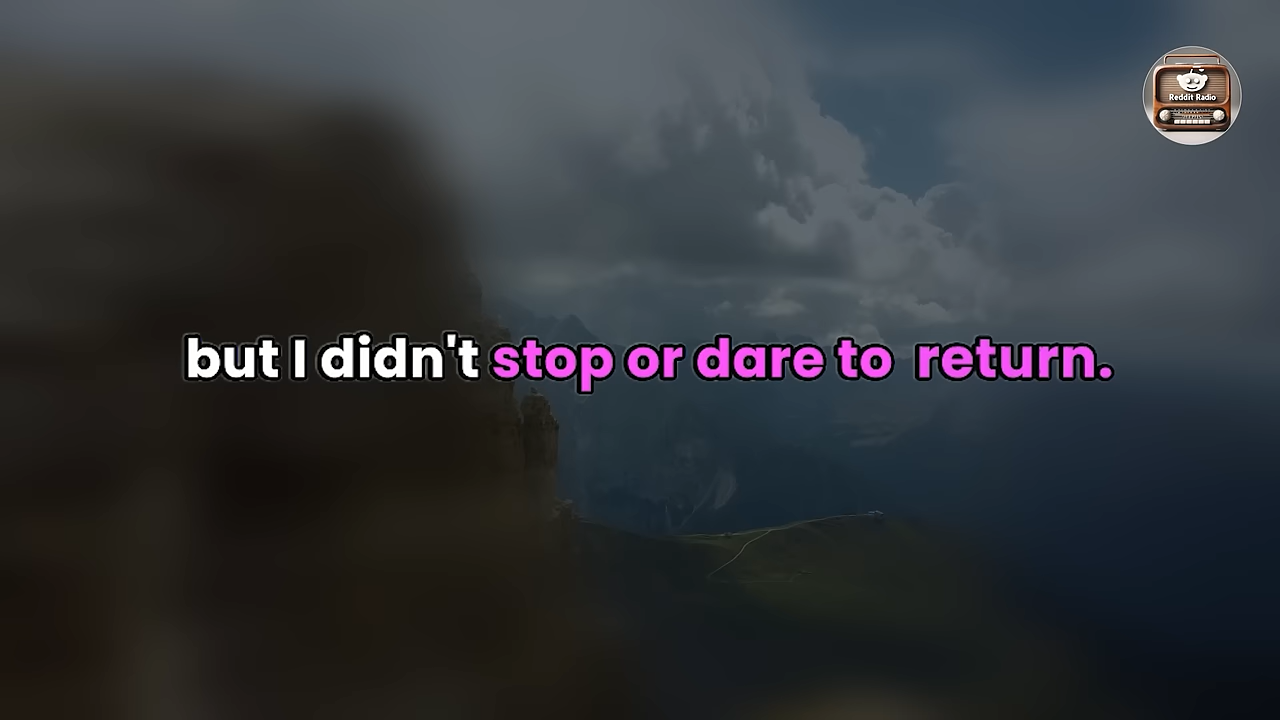 Reddit Radio
but I didn't stop or dare to return.